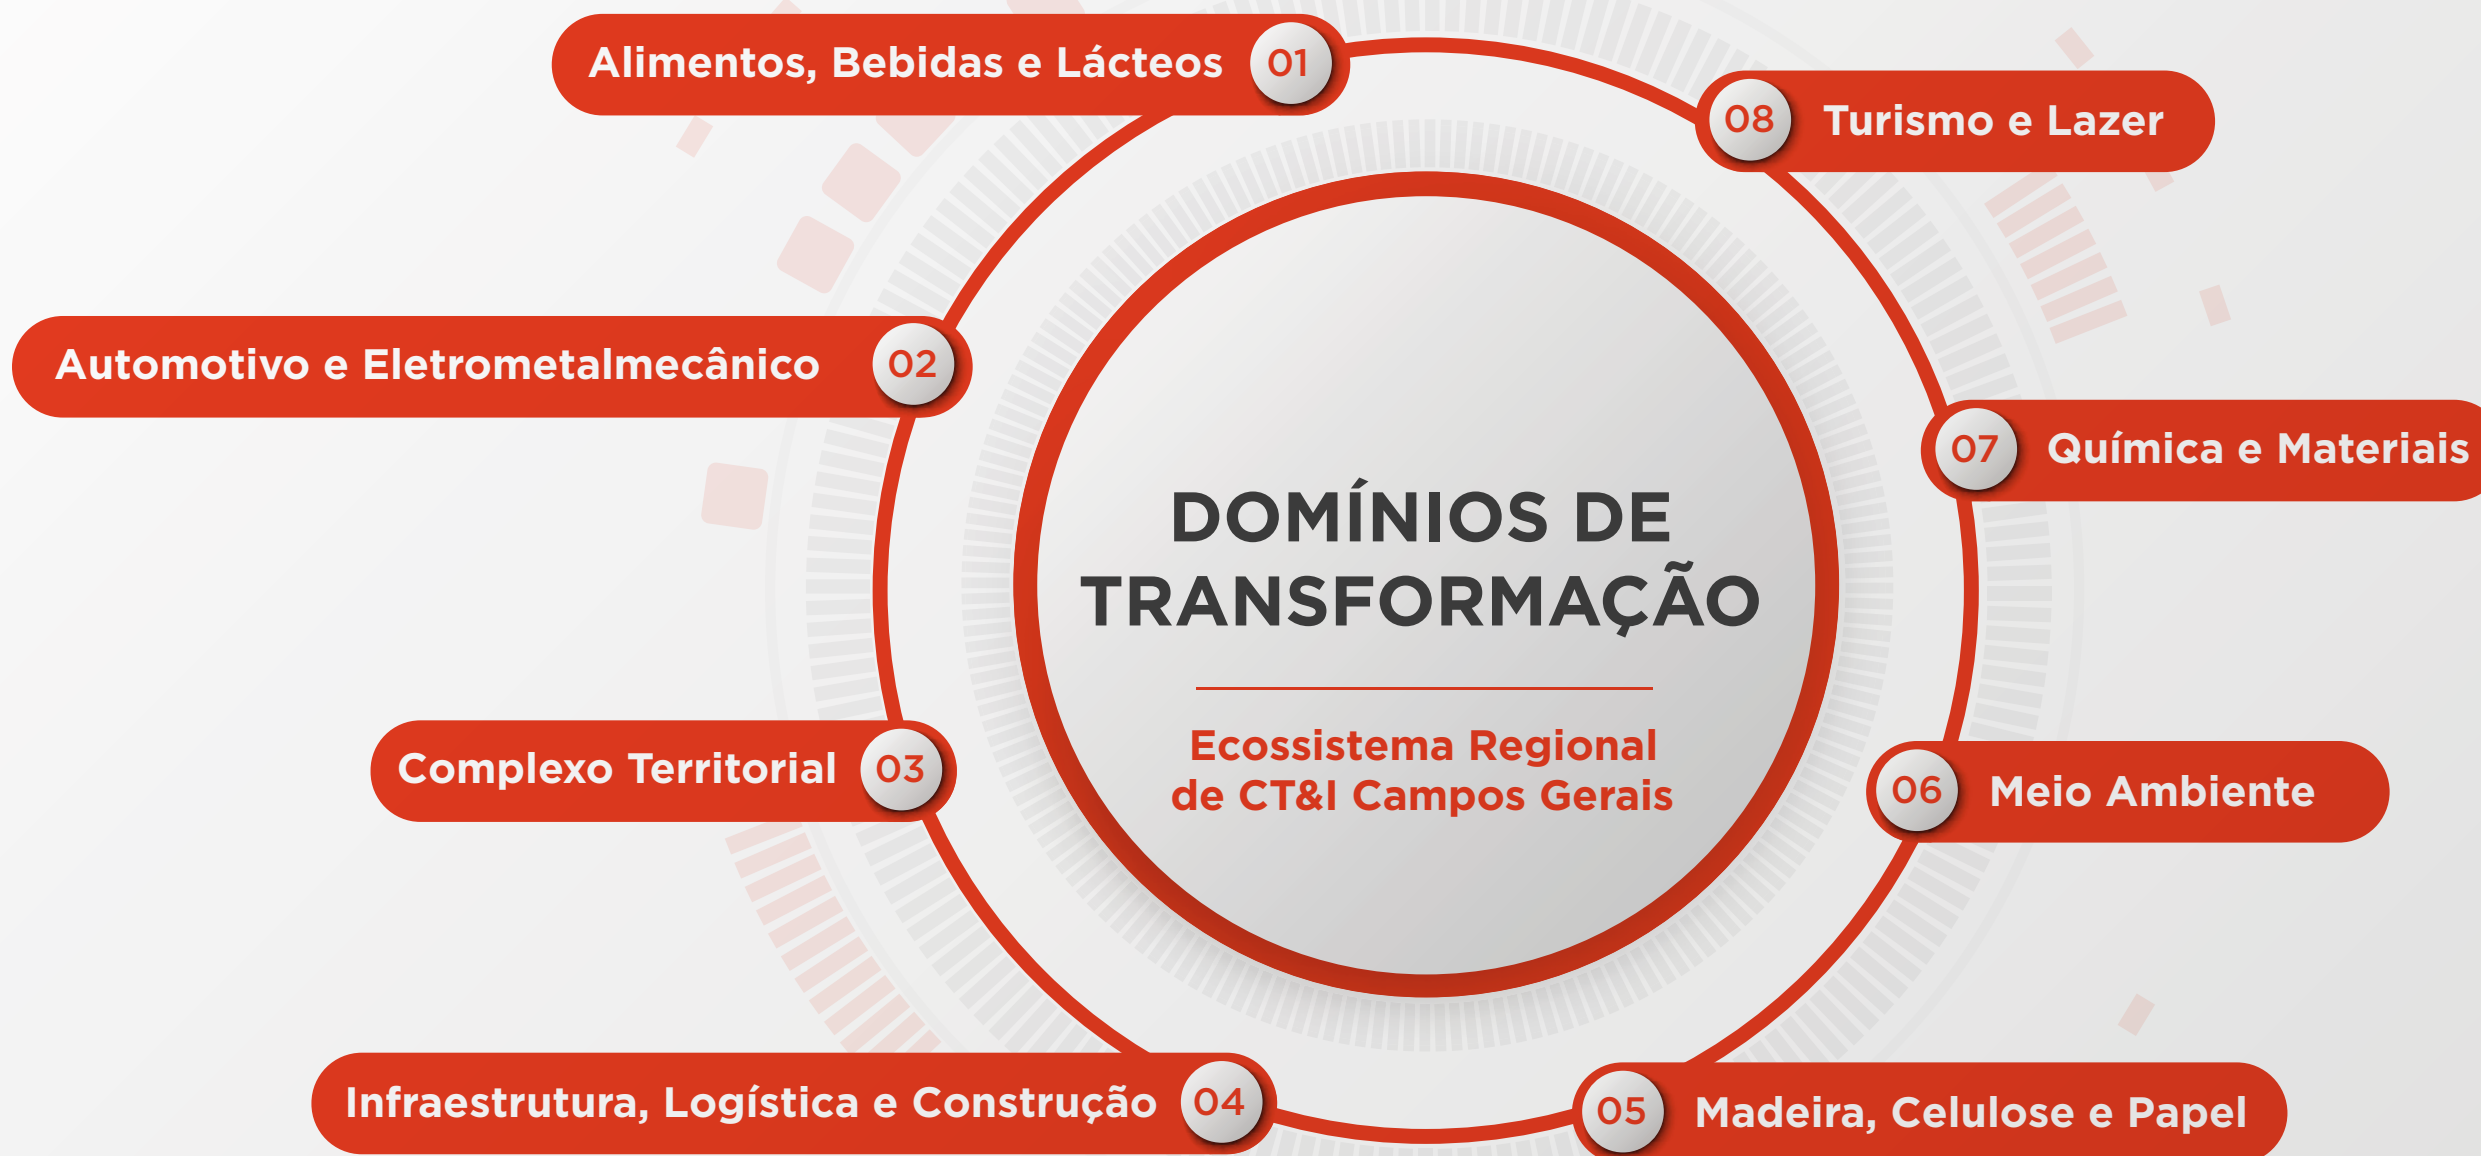 DOMÍNIOS DE
TRANSFORMAÇÃO
Ecossistema Regional
de CT&I Campos Gerais
Alimentos, Bebidas e Lácteos 01
Automotivo e Eletrometalmecânico 02
Complexo Territorial 03
Infraestrutura, Logística e Construção 04
05 Madeira, Celulose e Papel
06 Meio Ambiente
07 Química e Materiais
08 Turismo e Lazer